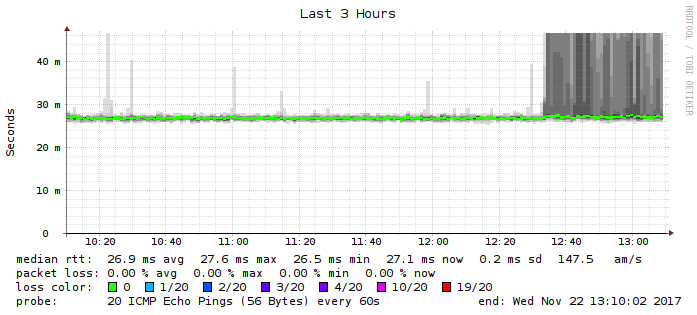 Last 3 Hours
RRDTOOL / TOBI OETIKER
Seconds
40 m
30 m
20 m
10 m
0
10:20 10:40 11:00 11:20 11:40 12:00 12:20 12:40 13:00
median rtt: 26.9 ms avg 27.6 ms max 26.5 ms min 27.1 ms now 0.2 ms sd 147.5 am/s
packet loss: 0.00 % avg 0.00 % max 0.00 % min 0.00 % now
loss color: 0 1/20 2/20 3/20 4/20 10/20 19/20
probe: 20 ICMP Echo Pings (56 Bytes) every 60s end: Wed Nov 22 13:10:02 2017